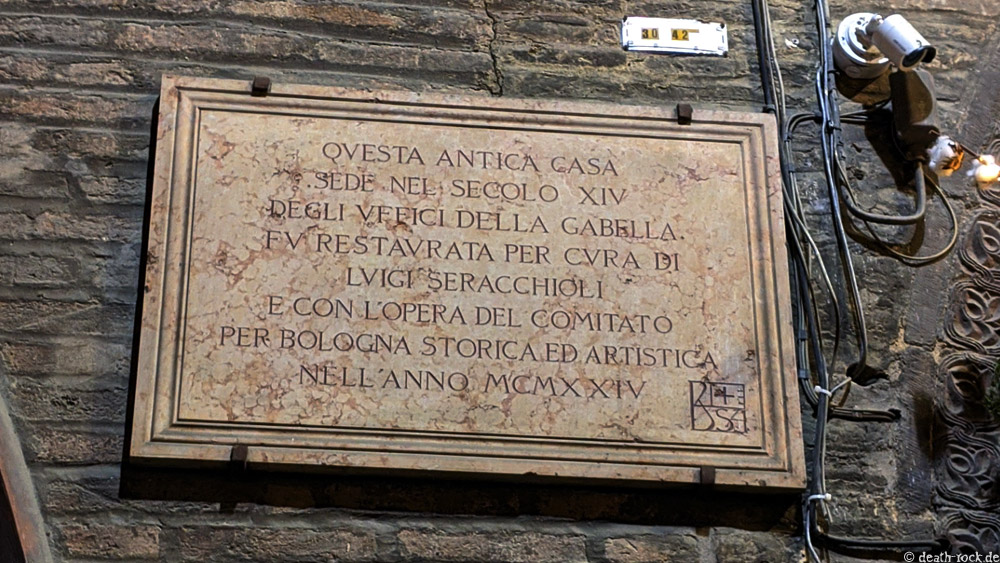 30 42
QVESTA ANTICA CASA
SEDE NEL SECOLO XIV
DEGLI VFFICI DELLA GABELLA.
FV RESTAVRATA PER CVRA DI
LVIGI SERACCHIOLI
E CON L'OPERA DEL COMITATO
PER BOLOGNA STORICA ED ARTISTICA
NELL'ANNO MCMXXIV
© death-rock.de